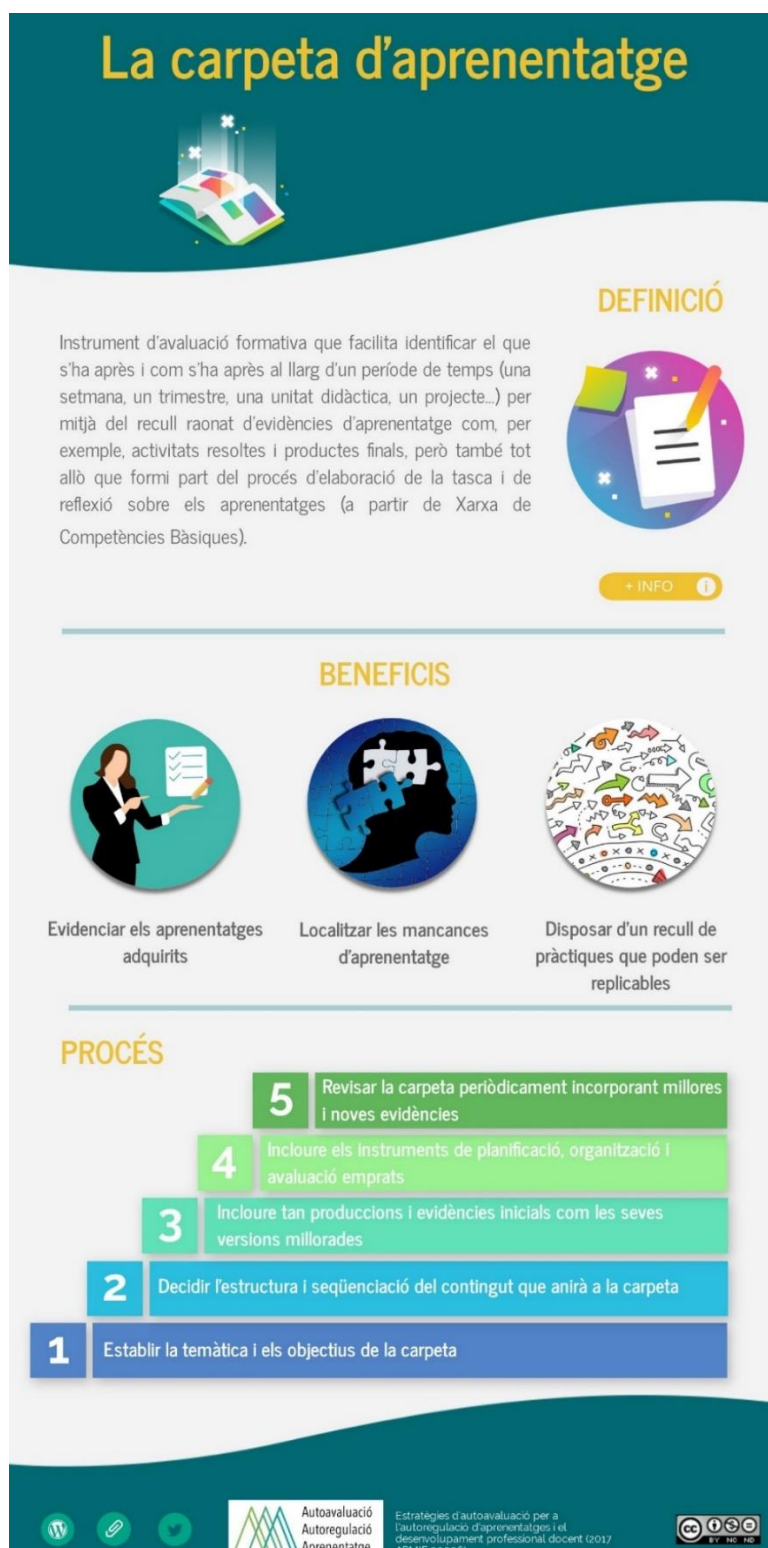 La carpeta d'aprenentatge
DEFINICIÓ
Instrument d'avaluació formativa que facilita identificar el que
s'ha après i com s'ha après al llarg d'un període de temps (una
setmana, un trimestre, una unitat didàctica, un projecte...) per
mitjà del recull raonat d'evidències d'aprenentatge com, per
exemple, activitats resoltes i productes finals, però també tot
allò que formi part del procés d'elaboració de la tasca i de
reflexió sobre els aprenentatges (a partir de Xarxa de
Competències Bàsiques).
+ INFO i
BENEFICIS
Evidenciar els aprenentatges
adquirits
Localitzar les mancances
d'aprenentatge
Disposar d'un recull de
pràctiques que poden ser
replicables
PROCÉS
5 Revisar la carpeta periòdicament incorporant millores
i noves evidències
4 Incloure els instruments de planificació, organització i
avaluació emprats
3 Incloure tan produccions i evidències inicials com les seves
versions millorades
2 Decidir l'estructura i seqüenciació del contingut que anirà a la carpeta
1 Establir la temàtica i els objectius de la carpeta
Autoavaluació
Autoregulació
Aprenentatge
Estratègies d'autoavaluació per a
l'autoregulació d'aprenentatges i el
desenvolupament professional docent (2017
cc BY NC ND